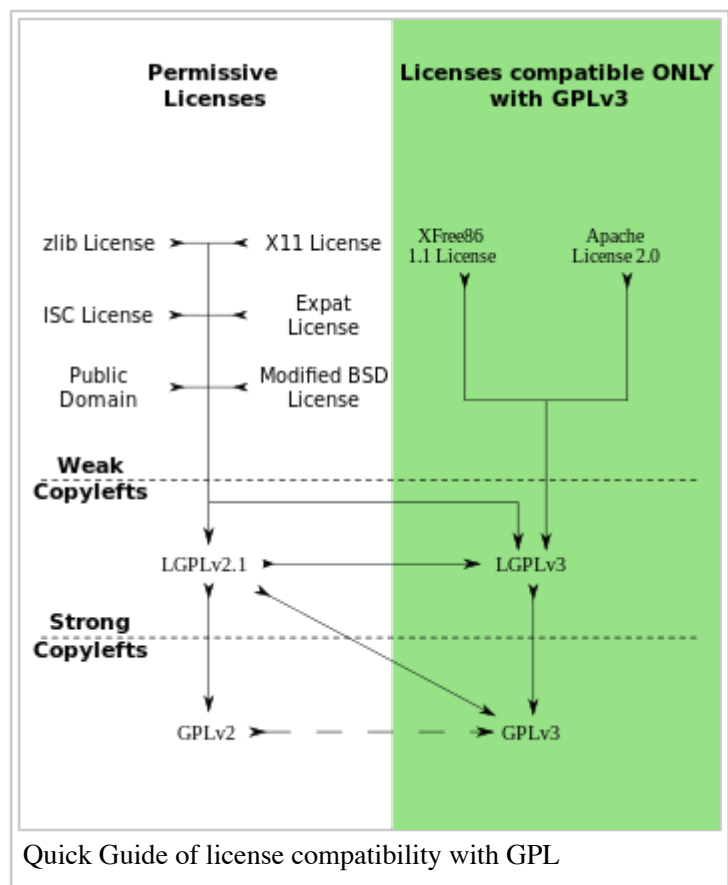 Permissive
Licenses
Licenses compatible ONLY
with GPLv3
zlib License
X11 License
XFree86
1.1 License
Apache
License 2.0
ISC License
Expat
License
Public
Domain
Modified BSD
License
Weak
Copylefts
LGPLv2.1
LGPLv3
Strong
Copylefts
GPLv2
GPLv3
Quick Guide of license compatibility with GPL